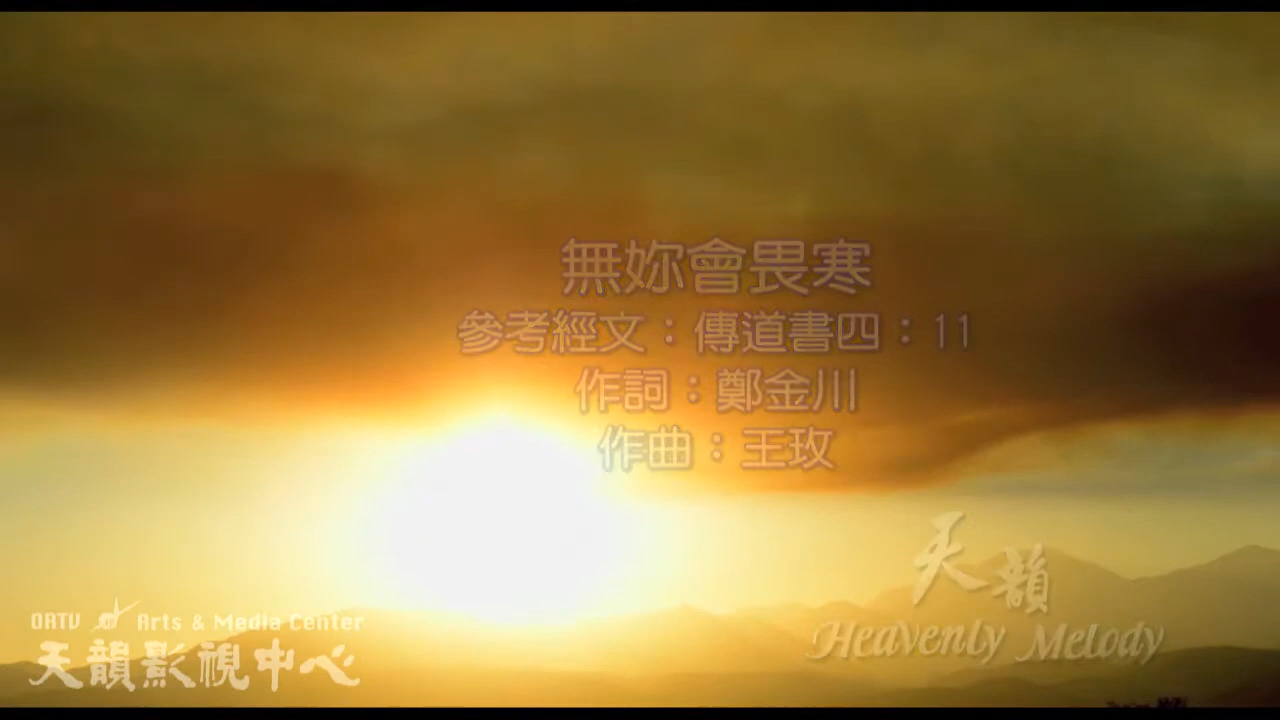 無妳會畏寒
參考經文：傳道書四：11
作詞：鄭金川
作曲：王玫
天韻
Heavenly Melody
ORTV Arts & Media Center
天韻影視中心